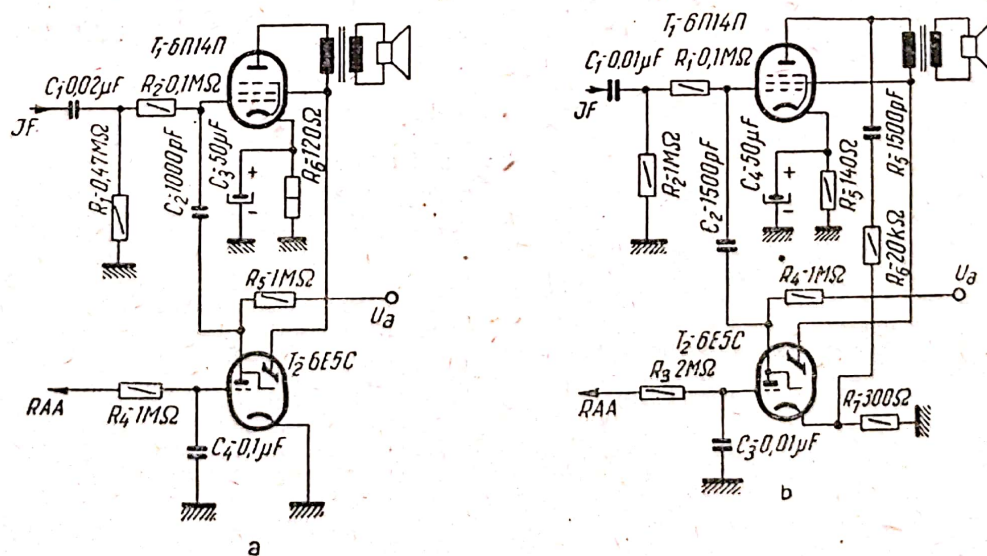 T₁-6П14П
C₁-0,02µF
R₂-0,1MΩ
JF
R₁-0,47MΩ
C₂-1000pF
C₃-50µF
+
-
R₆-120Ω
R₅-1MΩ
Ua
T₂-6E5C
RAA
R₄-1MΩ
C₄-0,1µF
a
T₁-6П14П
C₁-0,01µF
R₁-0,1MΩ
JF
R₂-1MΩ
C₂-1500pF
C₄-50µF
+
-
R₅-140Ω
R₅-1500pF
R₆-20kΩ
R₄-1MΩ
Ua
T₂-6E5C
R₃ 2MΩ
RAA
R₇-300Ω
C₃-0,01µF
b